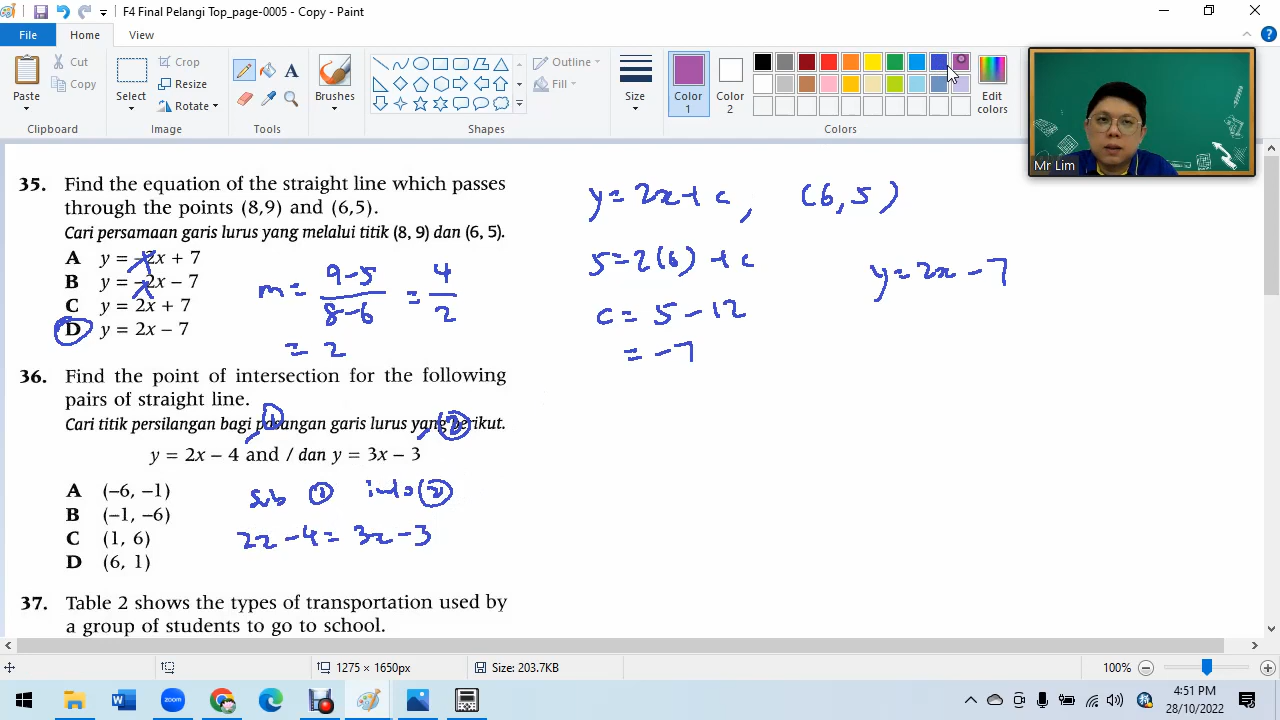 F4 Final Pelangi Top_page-0005 - Copy - Paint
File Home View
Paste Cut Copy Clipboard
Select Crop Resize Rotate Image
Tools
Brushes
Shapes Outline Fill
Size
Color 1 Color 2 Colors
Edit colors
Mr Lim
35. Find the equation of the straight line which passes
through the points (8,9) and (6,5).
Cari persamaan garis lurus yang melalui titik (8, 9) dan (6, 5).
A y = –2x + 7
B y = –2x – 7
C y = 2x + 7
D y = 2x – 7
m = 9-5 / 8-6 = 4 / 2
= 2
y = 2x + c, (6,5)
5 = 2(6) + c
c = 5 - 12
= -7
y = 2x - 7
36. Find the point of intersection for the following
pairs of straight line.
Cari titik persilangan bagi pasangan garis lurus yang berikut.
, ① , ②
y = 2x – 4 and / dan y = 3x – 3
A (–6, –1)
B (–1, –6)
C (1, 6)
D (6, 1)
sub ① into ②
2x - 4 = 3x - 3
37. Table 2 shows the types of transportation used by
a group of students to go to school.
1275 × 1650px
Size: 203.7KB
100%
4:51 PM
28/10/2022